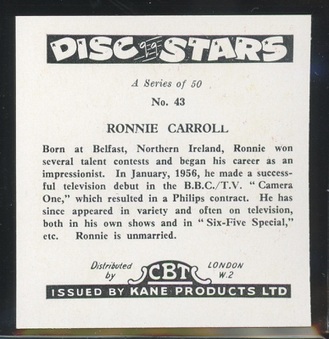 DISC STARS
A Series of 50
No. 43
RONNIE CARROLL
Born at Belfast, Northern Ireland, Ronnie won
several talent contests and began his career as an
impressionist. In January, 1956, he made a success-
ful television debut in the B.B.C./T.V. "Camera
One," which resulted in a Philips contract. He has
since appeared in variety and often on television,
both in his own shows and in "Six-Five Special,"
etc. Ronnie is unmarried.
Distributed by CBT LONDON W.2
ISSUED BY KANE PRODUCTS LTD